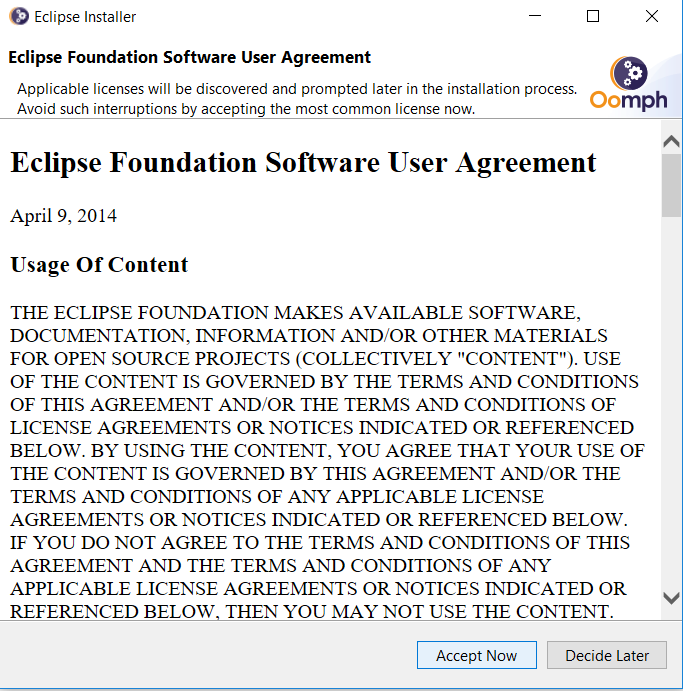 Eclipse Installer
Eclipse Foundation Software User Agreement
Applicable licenses will be discovered and prompted later in the installation process.
Avoid such interruptions by accepting the most common license now.
Oomph
Eclipse Foundation Software User Agreement
April 9, 2014
Usage Of Content
THE ECLIPSE FOUNDATION MAKES AVAILABLE SOFTWARE,
DOCUMENTATION, INFORMATION AND/OR OTHER MATERIALS
FOR OPEN SOURCE PROJECTS (COLLECTIVELY "CONTENT"). USE
OF THE CONTENT IS GOVERNED BY THE TERMS AND CONDITIONS
OF THIS AGREEMENT AND/OR THE TERMS AND CONDITIONS OF
LICENSE AGREEMENTS OR NOTICES INDICATED OR REFERENCED
BELOW. BY USING THE CONTENT, YOU AGREE THAT YOUR USE OF
THE CONTENT IS GOVERNED BY THIS AGREEMENT AND/OR THE
TERMS AND CONDITIONS OF ANY APPLICABLE LICENSE
AGREEMENTS OR NOTICES INDICATED OR REFERENCED BELOW.
IF YOU DO NOT AGREE TO THE TERMS AND CONDITIONS OF THIS
AGREEMENT AND THE TERMS AND CONDITIONS OF ANY
APPLICABLE LICENSE AGREEMENTS OR NOTICES INDICATED OR
REFERENCED BELOW, THEN YOU MAY NOT USE THE CONTENT.
Accept Now
Decide Later